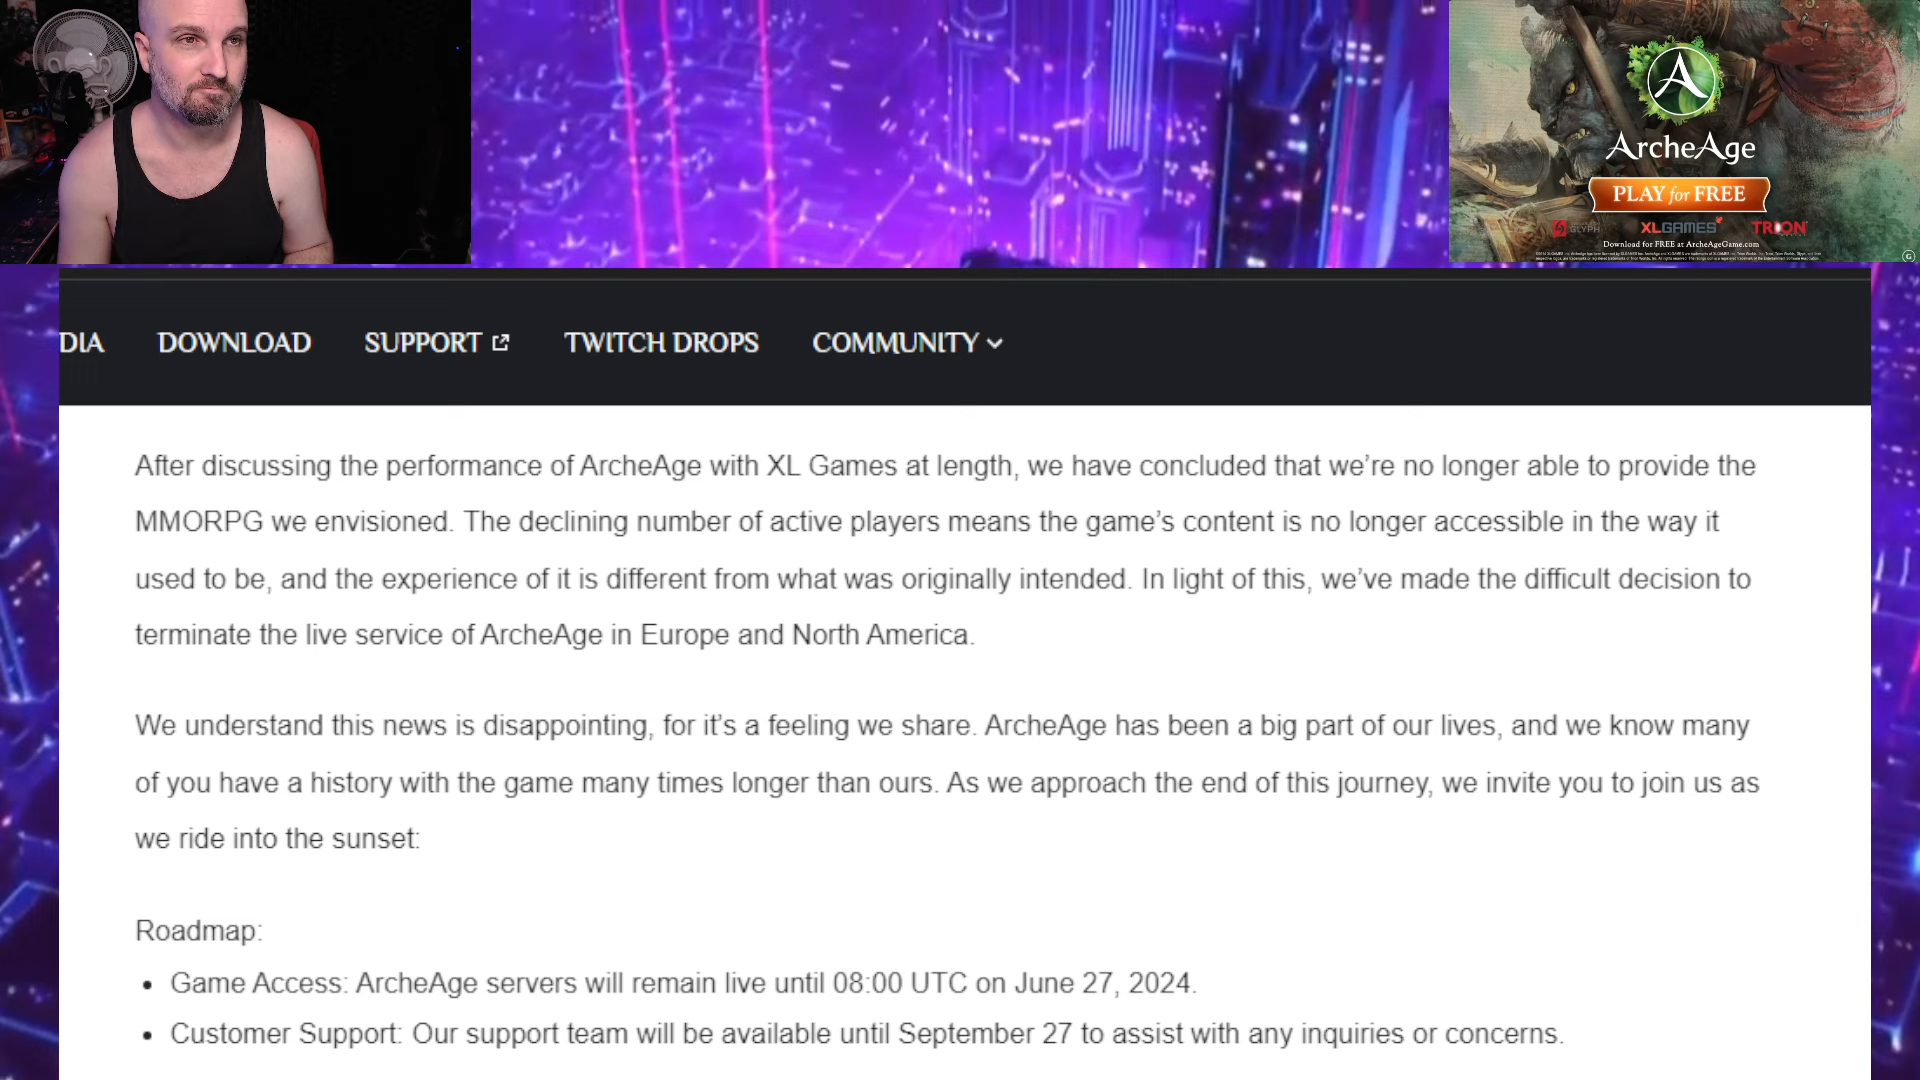 A
ArcheAge
PLAY for FREE
GLYPH XLGAMES TRION
Download for FREE at ArcheAgeGame.com
DIA DOWNLOAD SUPPORT TWITCH DROPS COMMUNITY
After discussing the performance of ArcheAge with XL Games at length, we have concluded that we’re no longer able to provide the
MMORPG we envisioned. The declining number of active players means the game’s content is no longer accessible in the way it
used to be, and the experience of it is different from what was originally intended. In light of this, we’ve made the difficult decision to
terminate the live service of ArcheAge in Europe and North America.
We understand this news is disappointing, for it’s a feeling we share. ArcheAge has been a big part of our lives, and we know many
of you have a history with the game many times longer than ours. As we approach the end of this journey, we invite you to join us as
we ride into the sunset:
Roadmap:
• Game Access: ArcheAge servers will remain live until 08:00 UTC on June 27, 2024.
• Customer Support: Our support team will be available until September 27 to assist with any inquiries or concerns.